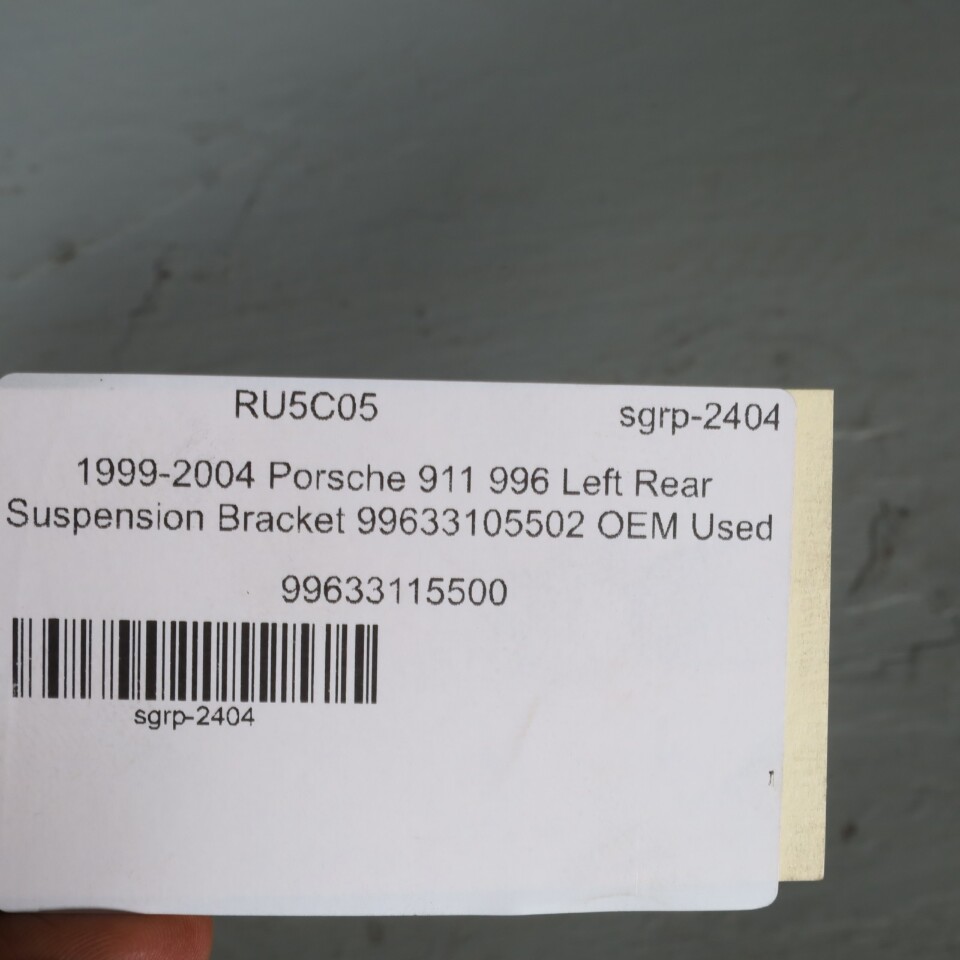 RU5C05 sgrp-2404
1999-2004 Porsche 911 996 Left Rear
Suspension Bracket 99633105502 OEM Used
99633115500
sgrp-2404